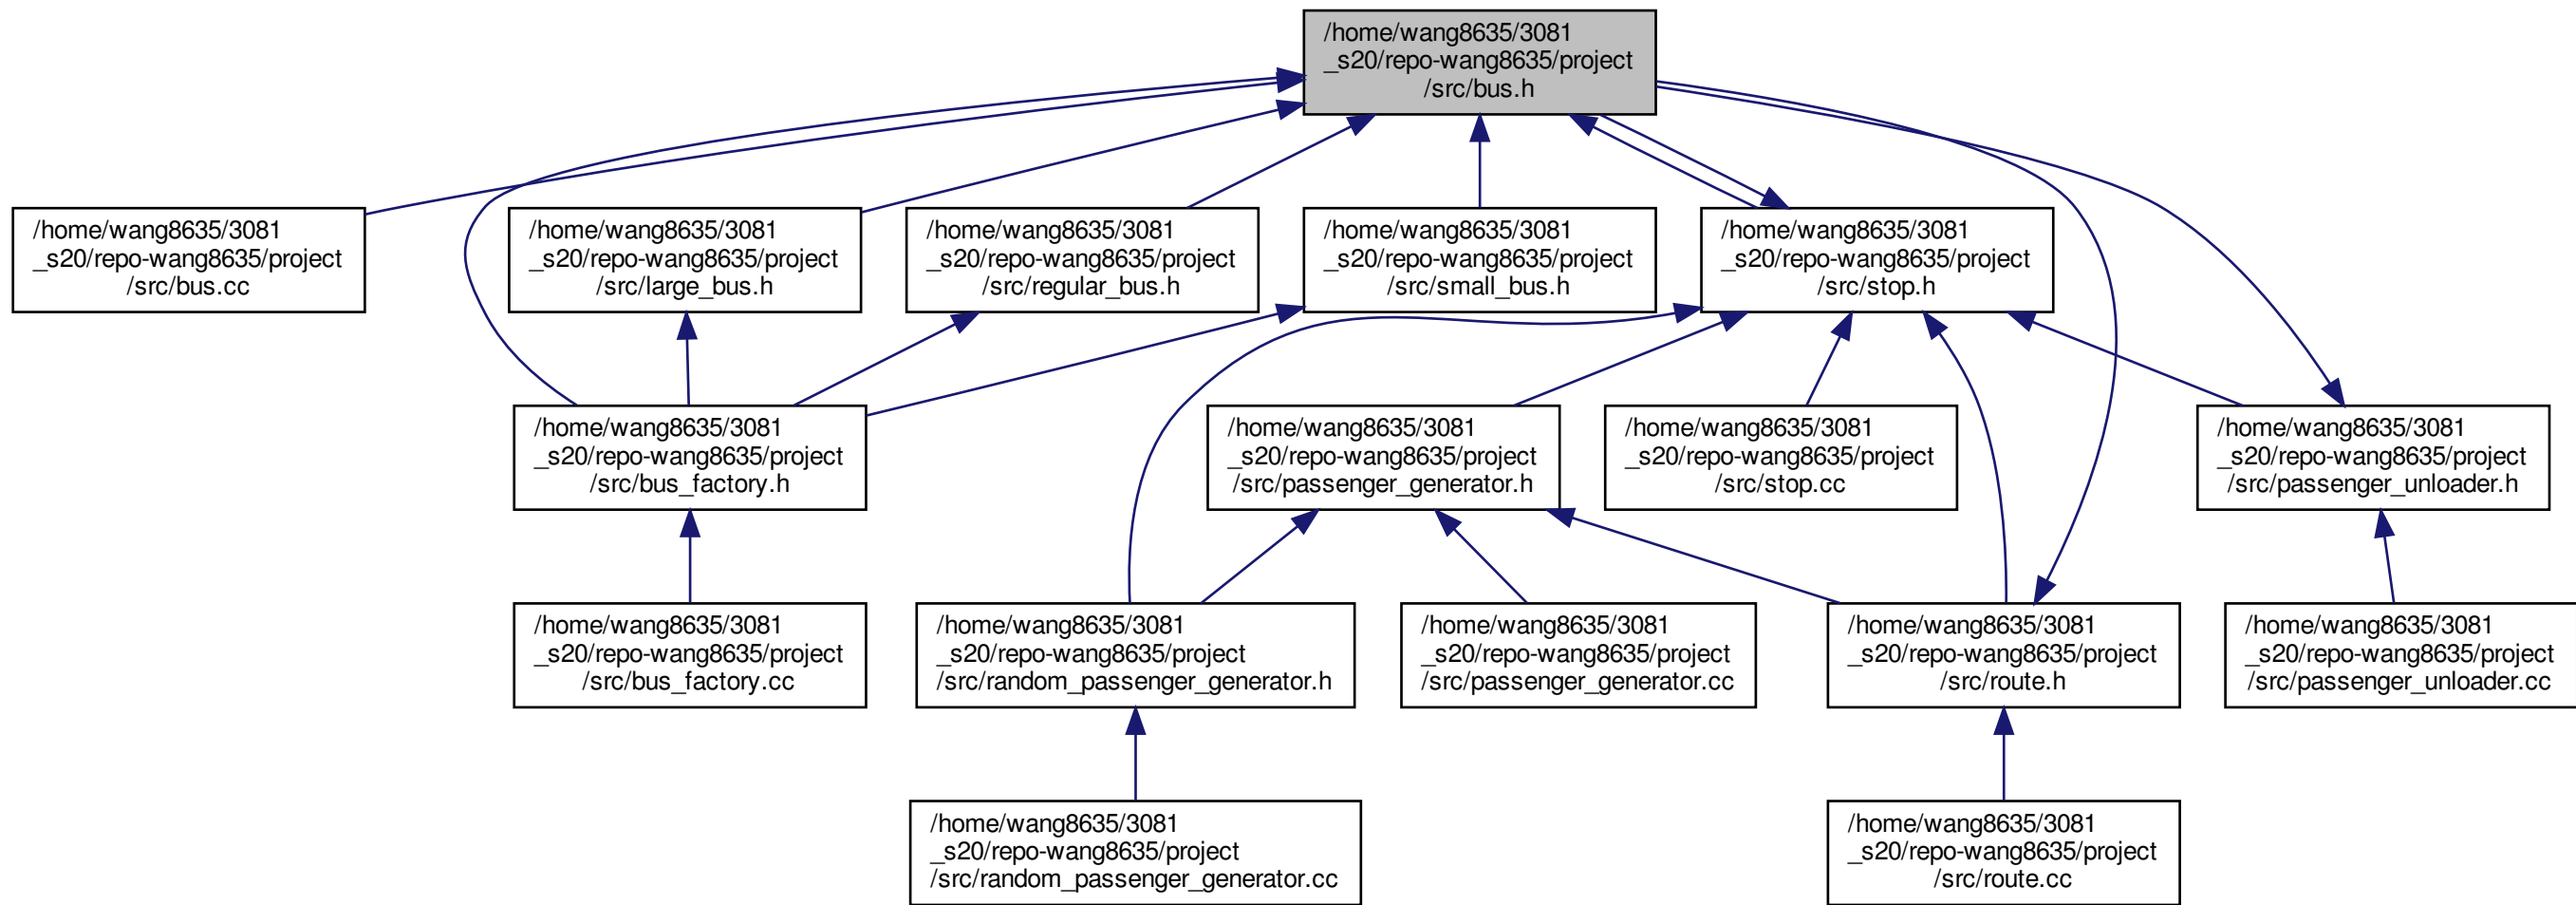 /home/wang8635/3081
_s20/repo-wang8635/project
/src/bus.h
/home/wang8635/3081
_s20/repo-wang8635/project
/src/bus.cc
/home/wang8635/3081
_s20/repo-wang8635/project
/src/large_bus.h
/home/wang8635/3081
_s20/repo-wang8635/project
/src/regular_bus.h
/home/wang8635/3081
_s20/repo-wang8635/project
/src/small_bus.h
/home/wang8635/3081
_s20/repo-wang8635/project
/src/stop.h
/home/wang8635/3081
_s20/repo-wang8635/project
/src/bus_factory.h
/home/wang8635/3081
_s20/repo-wang8635/project
/src/passenger_generator.h
/home/wang8635/3081
_s20/repo-wang8635/project
/src/stop.cc
/home/wang8635/3081
_s20/repo-wang8635/project
/src/passenger_unloader.h
/home/wang8635/3081
_s20/repo-wang8635/project
/src/bus_factory.cc
/home/wang8635/3081
_s20/repo-wang8635/project
/src/random_passenger_generator.h
/home/wang8635/3081
_s20/repo-wang8635/project
/src/passenger_generator.cc
/home/wang8635/3081
_s20/repo-wang8635/project
/src/route.h
/home/wang8635/3081
_s20/repo-wang8635/project
/src/passenger_unloader.cc
/home/wang8635/3081
_s20/repo-wang8635/project
/src/random_passenger_generator.cc
/home/wang8635/3081
_s20/repo-wang8635/project
/src/route.cc